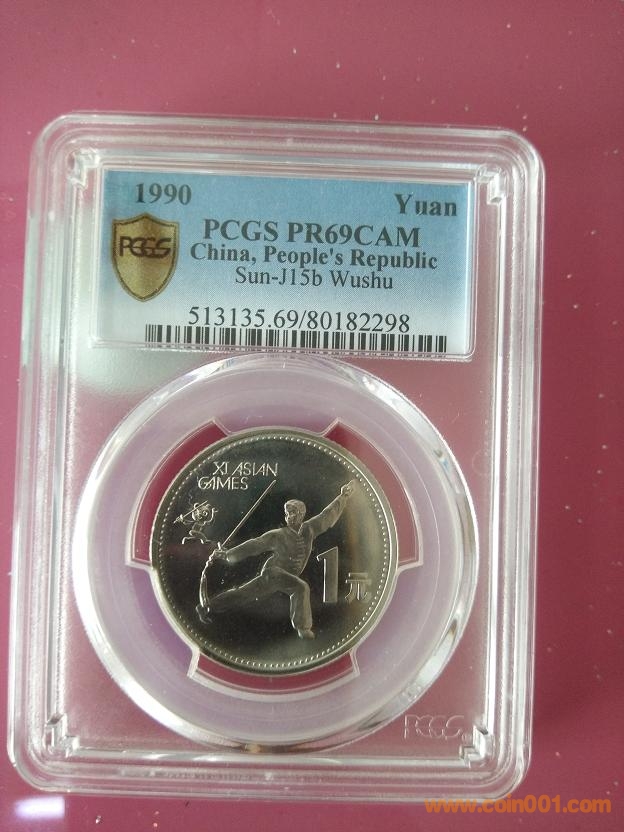 1990 Yuan
PCGS PR69CAM
PCGS
China, People's Republic
Sun-J15b Wushu
513135.69/80182298
XI ASIAN
GAMES
1元
PCGS
www.coin001.com